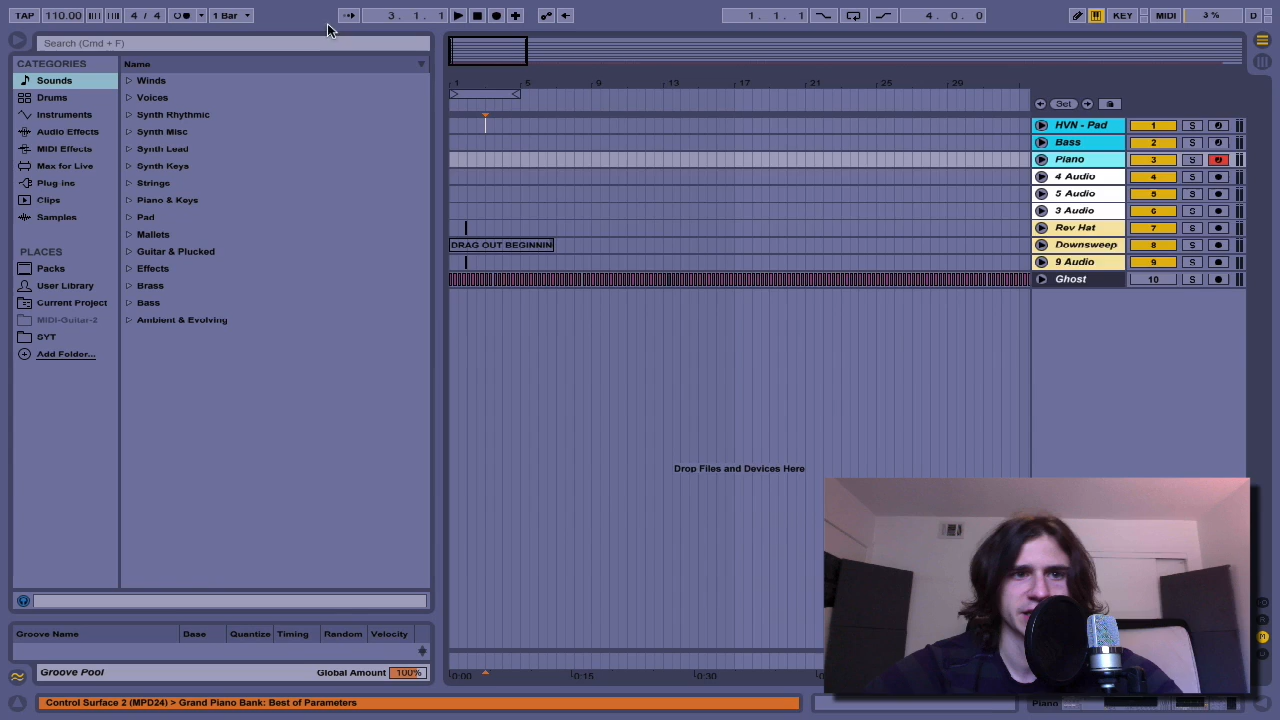 TAP 110.00 4 / 4 1 Bar 3. 1. 1 1. 1. 1 4. 0. 0 KEY MIDI 3 % D
Search (Cmd + F)
CATEGORIES
Sounds
Drums
Instruments
Audio Effects
MIDI Effects
Max for Live
Plug-ins
Clips
Samples
PLACES
Packs
User Library
Current Project
MIDI-Guitar-2
SYT
Add Folder...
Name
Winds
Voices
Synth Rhythmic
Synth Misc
Synth Lead
Synth Keys
Strings
Piano & Keys
Pad
Mallets
Guitar & Plucked
Effects
Brass
Bass
Ambient & Evolving
Groove Name Base Quantize Timing Random Velocity
Groove Pool Global Amount 100%
Control Surface 2 (MPD24) > Grand Piano Bank: Best of Parameters
1 5 9 13 17 21 25 29
Set
HVN - Pad 1 S
Bass 2 S
Piano 3 S
4 Audio 4 S
5 Audio 5 S
3 Audio 6 S
Rev Hat 7 S
DRAG OUT BEGINNIN
Downsweep 8 S
9 Audio 9 S
Ghost 10 S
Drop Files and Devices Here
0:00 0:15 0:30
Piano